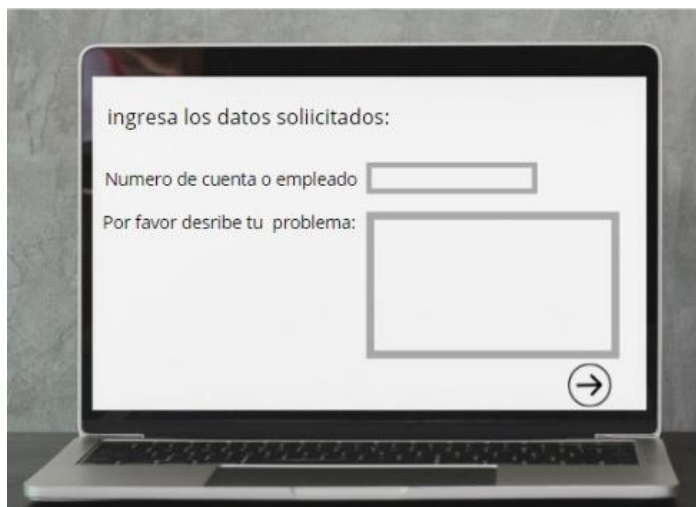 ingresa los datos soliicitados:
Numero de cuenta o empleado
Por favor desribe tu problema: